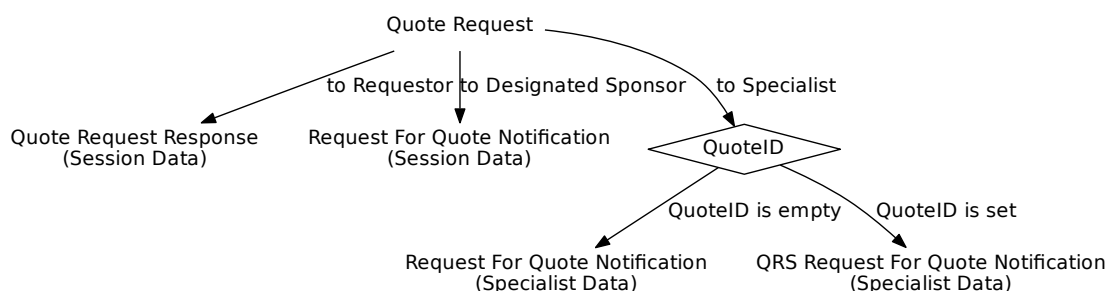 Quote Request
to Requestor
to Designated Sponsor
to Specialist
Quote Request Response
(Session Data)
Request For Quote Notification
(Session Data)
QuoteID
QuoteID is empty
QuoteID is set
Request For Quote Notification
(Specialist Data)
QRS Request For Quote Notification
(Specialist Data)